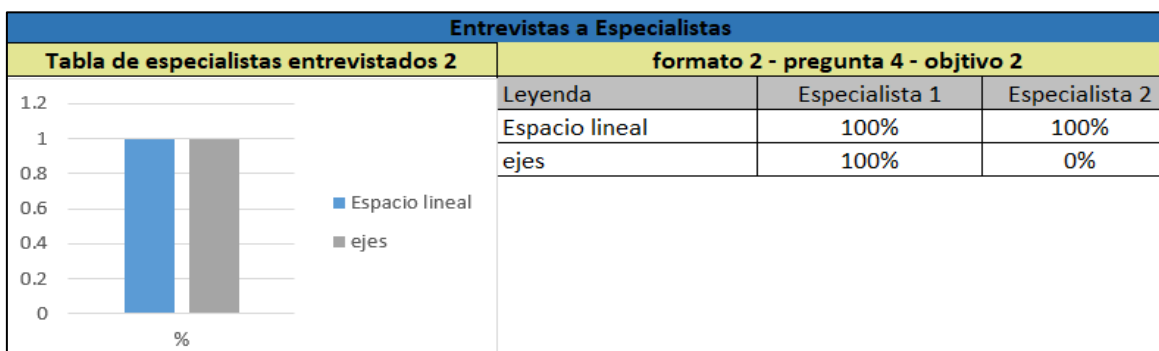 Entrevistas a Especialistas
Tabla de especialistas entrevistados 2
formato 2 - pregunta 4 - objtivo 2
1.2
1
0.8
0.6
0.4
0.2
0
%
Espacio lineal
ejes
Leyenda Especialista 1 Especialista 2
Espacio lineal 100% 100%
ejes 100% 0%